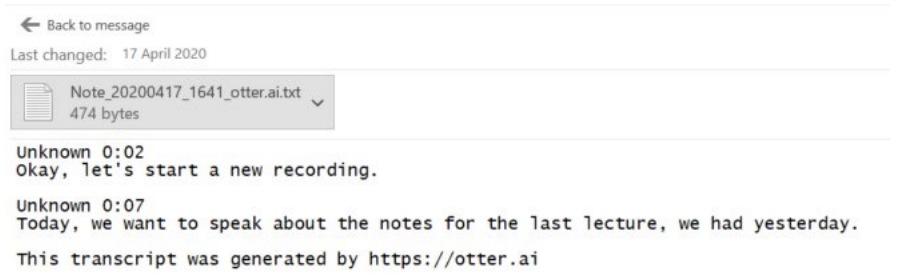 Back to message
Last changed: 17 April 2020
Note_20200417_1641_otter.ai.txt
474 bytes
Unknown 0:02
Okay, let's start a new recording.
Unknown 0:07
Today, we want to speak about the notes for the last lecture, we had yesterday.
This transcript was generated by https://otter.ai